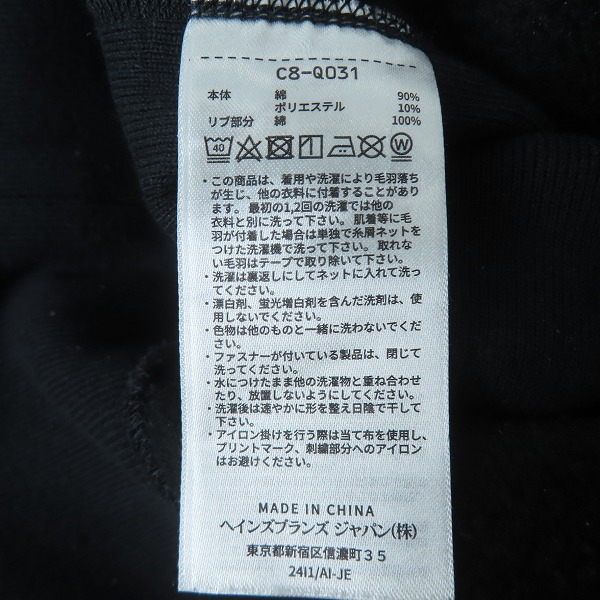 C8-Q031
本体 綿 90%
ポリエステル 10%
リブ部分 綿 100%
40 W
・この商品は、着用や洗濯により毛羽落ち
が生じ、他の衣料に付着することがあり
ます。最初の1,2回の洗濯では他の
衣料と別に洗って下さい。肌着等に毛
羽が付着した場合は単独で糸屑ネットを
つけた洗濯機で洗って下さい。取れな
い毛羽はテープで取り除いて下さい。
・洗濯は裏返しにしてネットに入れて洗っ
てください。
・漂白剤、蛍光増白剤を含んだ洗剤は、使
用しないでください。
・色物は他のものと一緒に洗わないでくだ
さい。
・ファスナーが付いている製品は、閉じて
洗ってください。
・水につけたまま他の洗濯物と重ね合わせ
たり、放置しないようにしてください。
・洗濯後は速やかに形を整え日陰で干して
下さい。
・アイロン掛けを行う際は当て布を使用し、
プリントマーク、刺繍部分へのアイロン
はお避けください。
MADE IN CHINA
ヘインズブランズ ジャパン(株)
東京都新宿区信濃町35
24I1/AI-JE